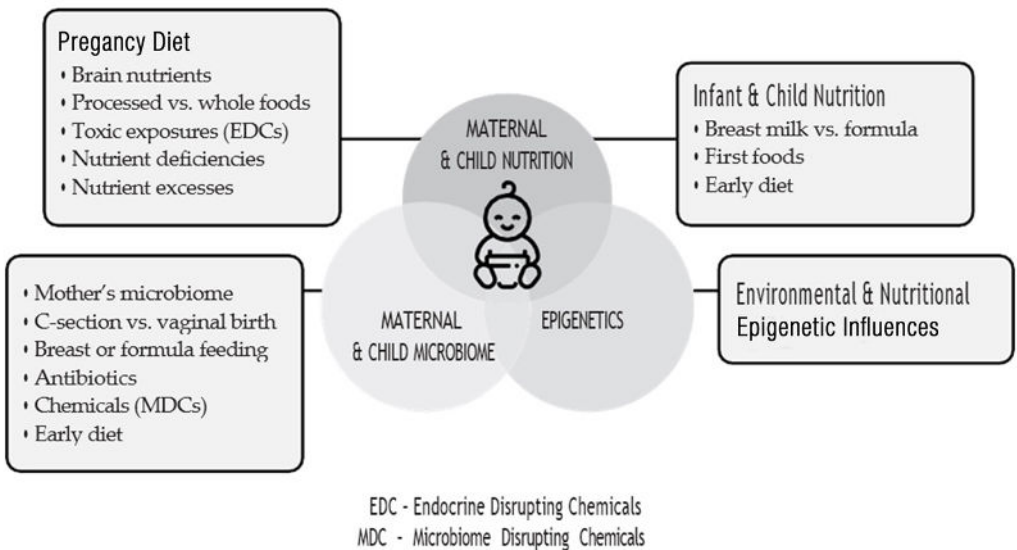 Pregancy Diet
• Brain nutrients
• Processed vs. whole foods
• Toxic exposures (EDCs)
• Nutrient deficiencies
• Nutrient excesses
MATERNAL
& CHILD NUTRITION
Infant & Child Nutrition
• Breast milk vs. formula
• First foods
• Early diet
• Mother's microbiome
• C-section vs. vaginal birth
• Breast or formula feeding
• Antibiotics
• Chemicals (MDCs)
• Early diet
MATERNAL
& CHILD MICROBIOME
EPIGENETICS
Environmental & Nutritional
Epigenetic Influences
EDC - Endocrine Disrupting Chemicals
MDC - Microbiome Disrupting Chemicals